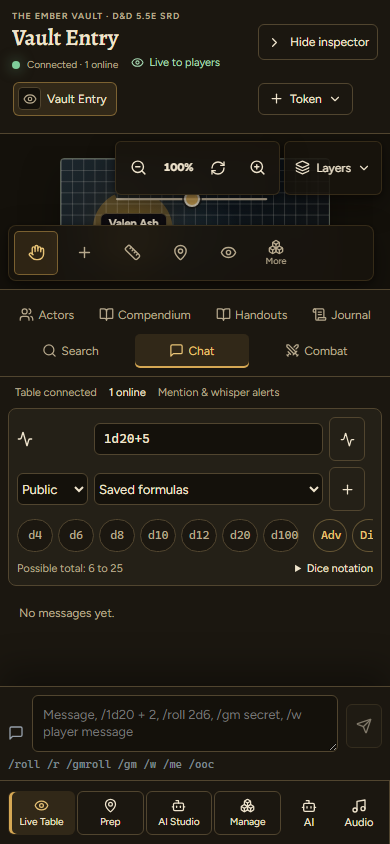 THE EMBER VAULT · D&D 5.5E SRD
Vault Entry
Connected · 1 online
Live to players
Hide inspector
Vault Entry
Token
100%
Layers
Valen Ash
More
Actors
Compendium
Handouts
Journal
Search
Chat
Combat
Table connected 1 online Mention & whisper alerts
1d20+5
Public
Saved formulas
d4 d6 d8 d10 d12 d20 d100 Adv Di
Possible total: 6 to 25
Dice notation
No messages yet.
Message, /1d20 + 2, /roll 2d6, /gm secret, /w
player message
/roll /r /gmroll /gm /w /me /ooc
Live Table
Prep
AI Studio
Manage
AI
Audio